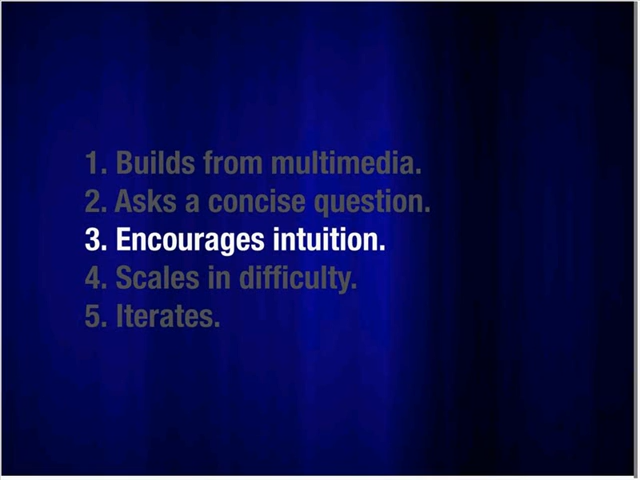 1. Builds from multimedia.
2. Asks a concise question.
3. Encourages intuition.
4. Scales in difficulty.
5. Iterates.